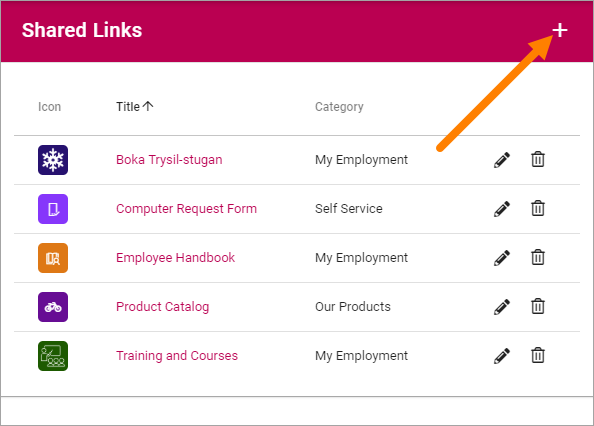 Shared Links
Icon Title Category
Boka Trysil-stugan My Employment
Computer Request Form Self Service
Employee Handbook My Employment
Product Catalog Our Products
Training and Courses My Employment